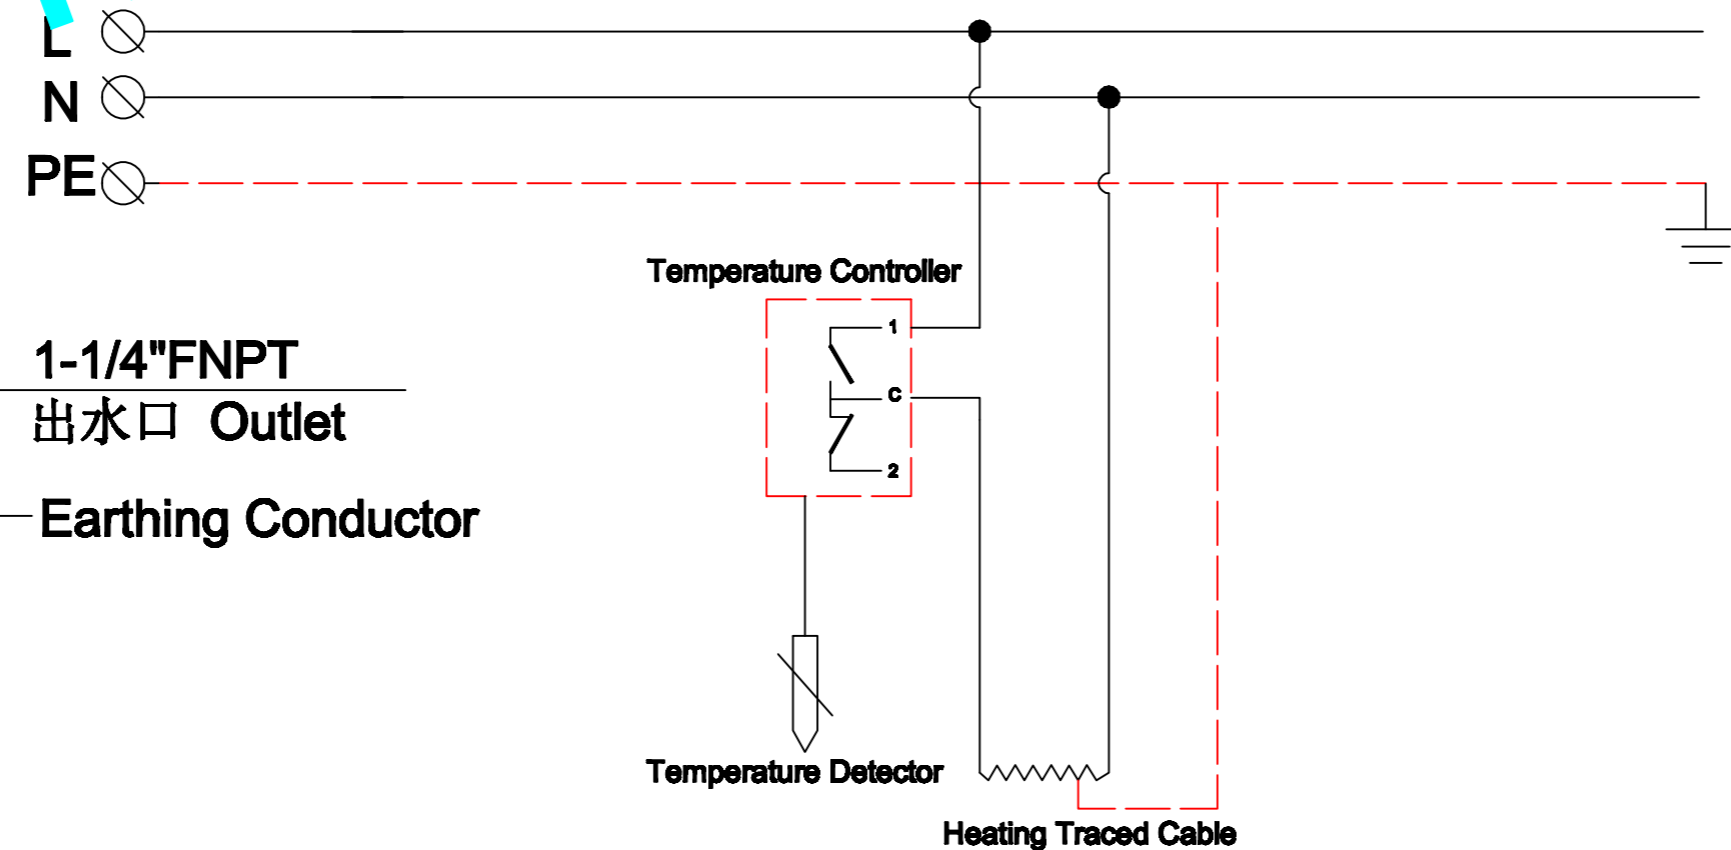 L
N
PE
Temperature Controller
1
C
2
1-1/4"FNPT
出水口 Outlet
Earthing Conductor
Temperature Detector
Heating Traced Cable